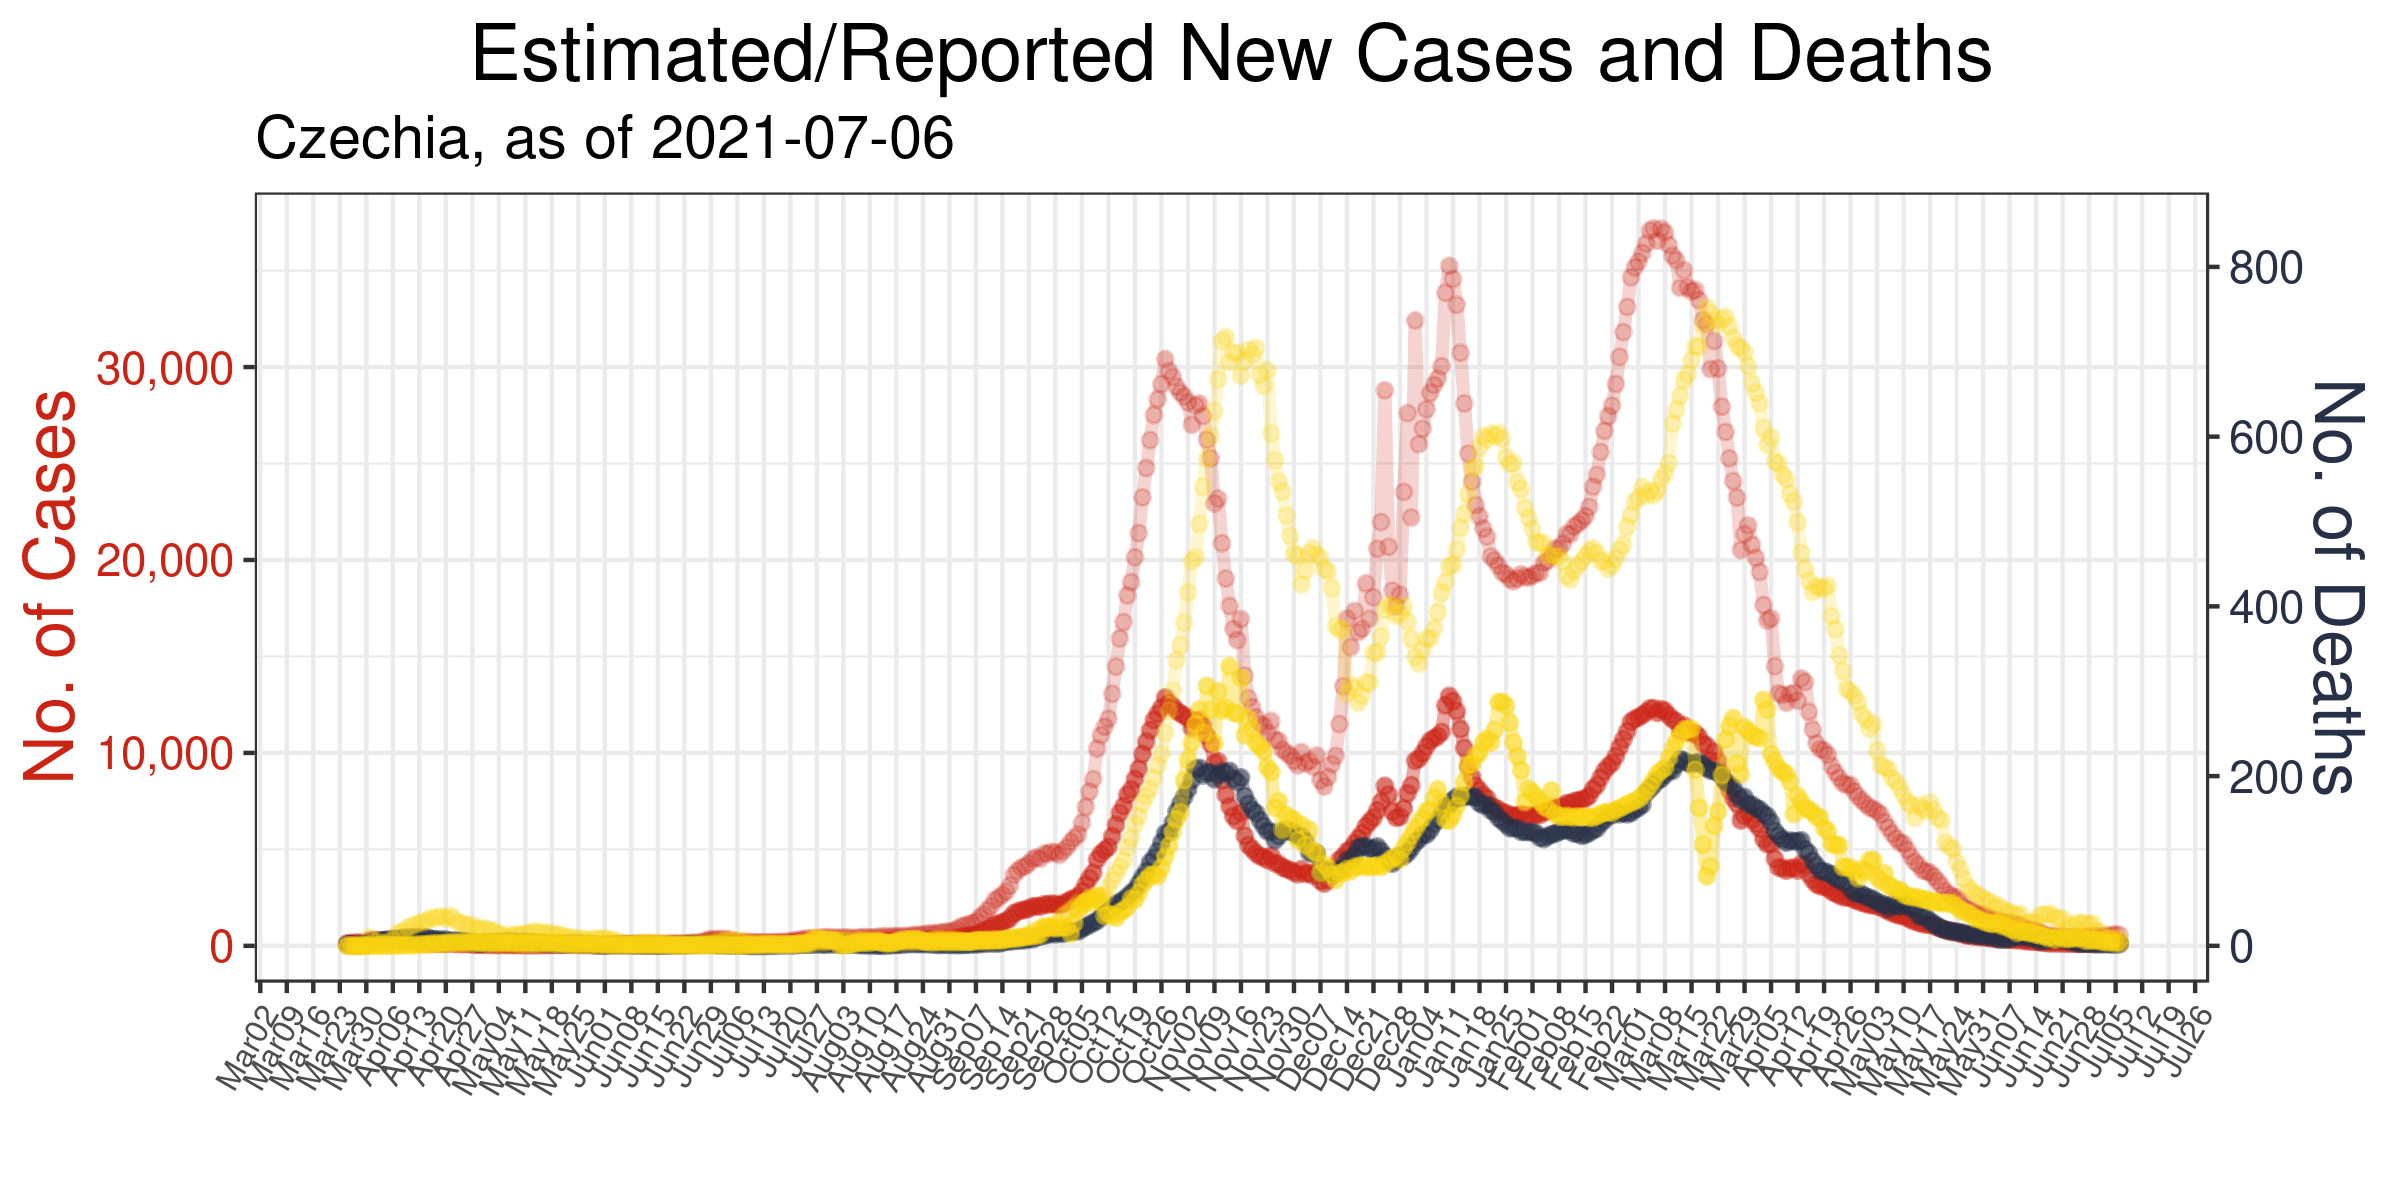 Estimated/Reported New Cases and Deaths
Czechia, as of 2021-07-06
No. of Cases
30,000
20,000
10,000
0
800
600
400
200
0
No. of Deaths
Mar02
Mar09
Mar16
Mar23
Mar30
Apr06
Apr13
Apr20
Apr27
May04
May11
May18
May25
Jun01
Jun08
Jun15
Jun22
Jun29
Jul06
Jul13
Jul20
Jul27
Aug03
Aug10
Aug17
Aug24
Aug31
Sep07
Sep14
Sep21
Sep28
Oct05
Oct12
Oct19
Oct26
Nov02
Nov09
Nov16
Nov23
Nov30
Dec07
Dec14
Dec21
Dec28
Jan04
Jan11
Jan18
Jan25
Feb01
Feb08
Feb15
Feb22
Mar01
Mar08
Mar15
Mar22
Mar29
Apr05
Apr12
Apr19
Apr26
May03
May10
May17
May24
May31
Jun07
Jun14
Jun21
Jun28
Jul05
Jul12
Jul19
Jul26